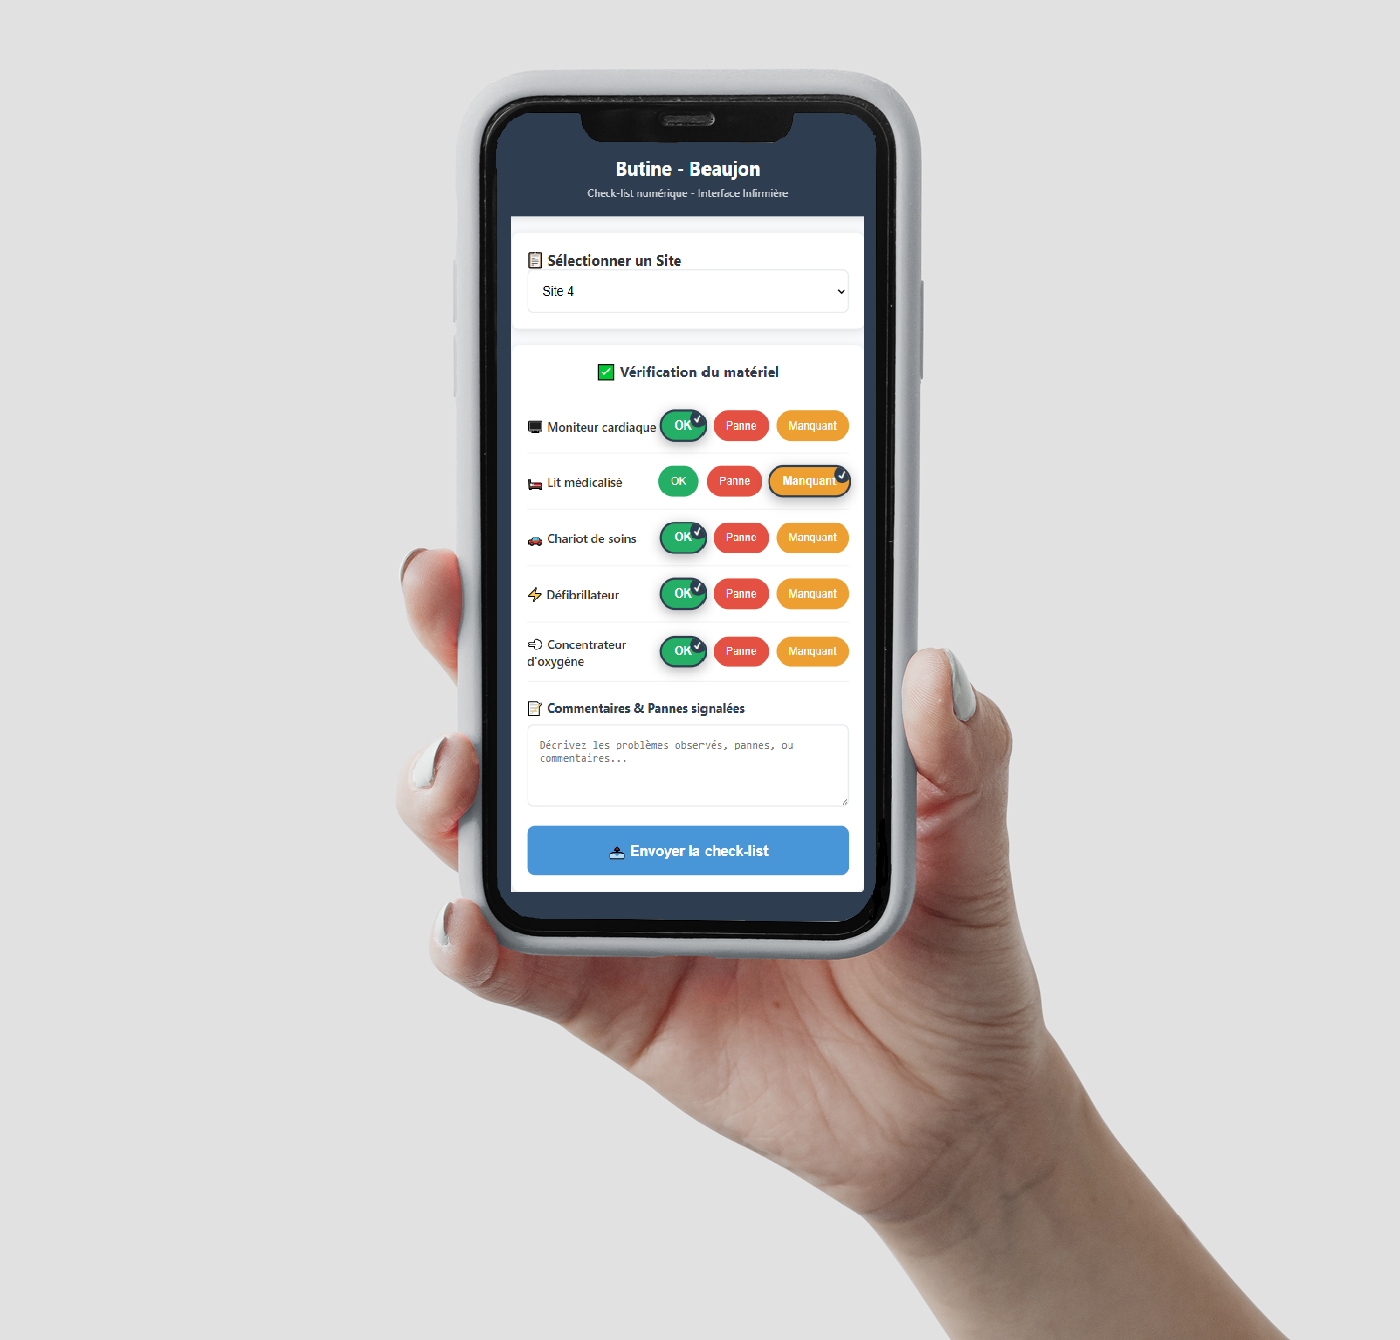 Butine - Beaujon
Check-list numérique - Interface Infirmière
Sélectionner un Site
Site 4
Vérification du matériel
Moniteur cardiaque OK Panne Manquant
Lit médicalisé OK Panne Manquant
Chariot de soins OK Panne Manquant
Défibrillateur OK Panne Manquant
Concentrateur
d'oxygène OK Panne Manquant
Commentaires & Pannes signalées
Décrivez les problèmes observés, pannes, ou
commentaires...
Envoyer la check-list